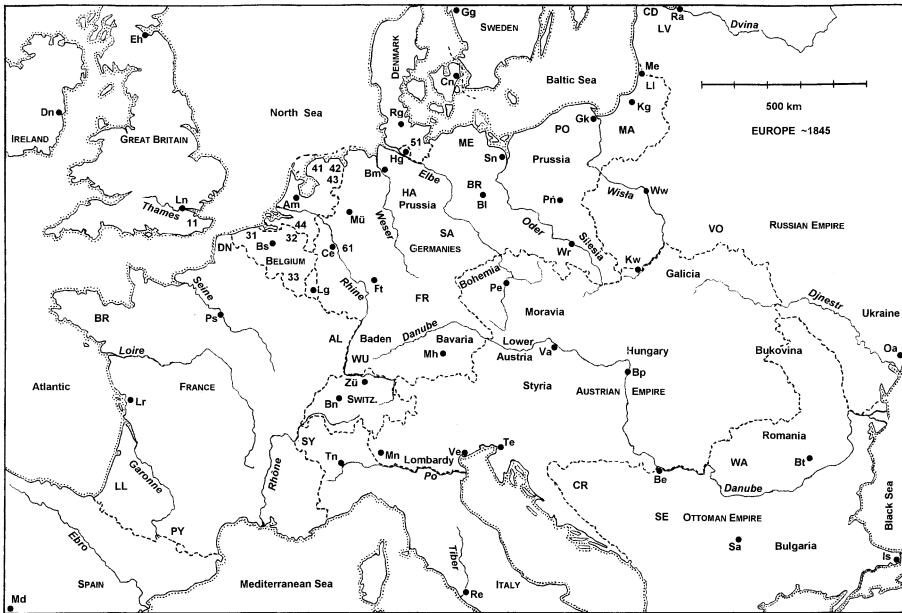 Gg
SWEDEN
CD
Ra
LV
Dvina
Eh
DENMARK
Cn
Baltic Sea
Me
LI
500 km
Dn
North Sea
Rg
Gk
Kg
PO
MA
EUROPE ~1845
IRELAND
GREAT BRITAIN
51
ME
Hg
Sn
Prussia
41
42
43
Bm
Elbe
BR
Bl
Wisła
Ww
Ln
Am
HA
Prussia
Pń
Thames
11
Mü
Weser
Oder
RUSSIAN EMPIRE
44
31
32
SA
GERMANIES
Silesia
VO
DN
Bs
Ce
61
Wr
BELGIUM
Kw
Galicia
33
Lg
Rhine
Ft
Bohemia
Pe
Seine
FR
Moravia
Djnestr
BR
Ps
Ukraine
AL
Baden
Danube
Bavaria
Lower
Austria
Va
Hungary
Bukovina
Oa
Loire
WU
Mh
Bp
Atlantic
FRANCE
Zü
Styria
AUSTRIAN EMPIRE
Lr
Bn
SWITZ.
Romania
SY
Te
Tn
Mn
Lombardy
Ve
WA
Bt
Garonne
Rhône
Po
CR
Be
Danube
LL
Black Sea
SE
OTTOMAN EMPIRE
PY
Ebro
Tiber
Sa
Bulgaria
Is
SPAIN
Mediterranean Sea
ITALY
Md
Re